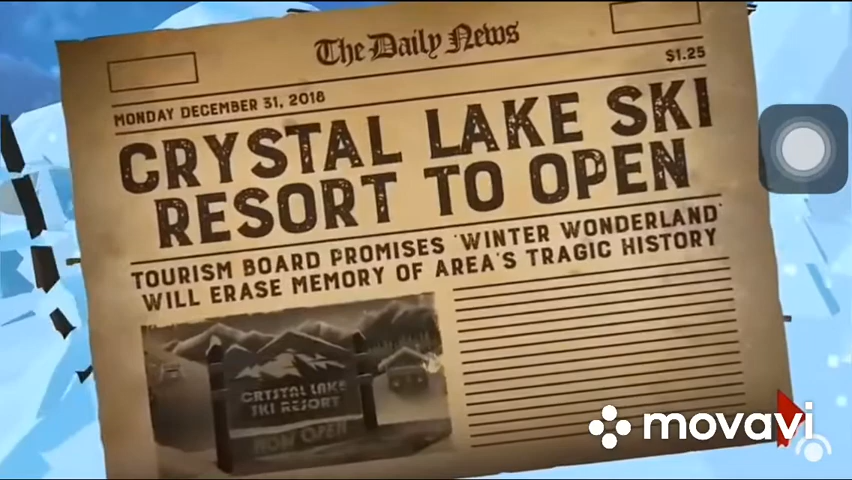 The Daily News
$1.25
MONDAY DECEMBER 31, 2018
CRYSTAL LAKE SKI
RESORT TO OPEN
TOURISM BOARD PROMISES 'WINTER WONDERLAND'
WILL ERASE MEMORY OF AREA'S TRAGIC HISTORY
CRYSTAL LAKE
SKI RESORT
NOW OPEN
movavi